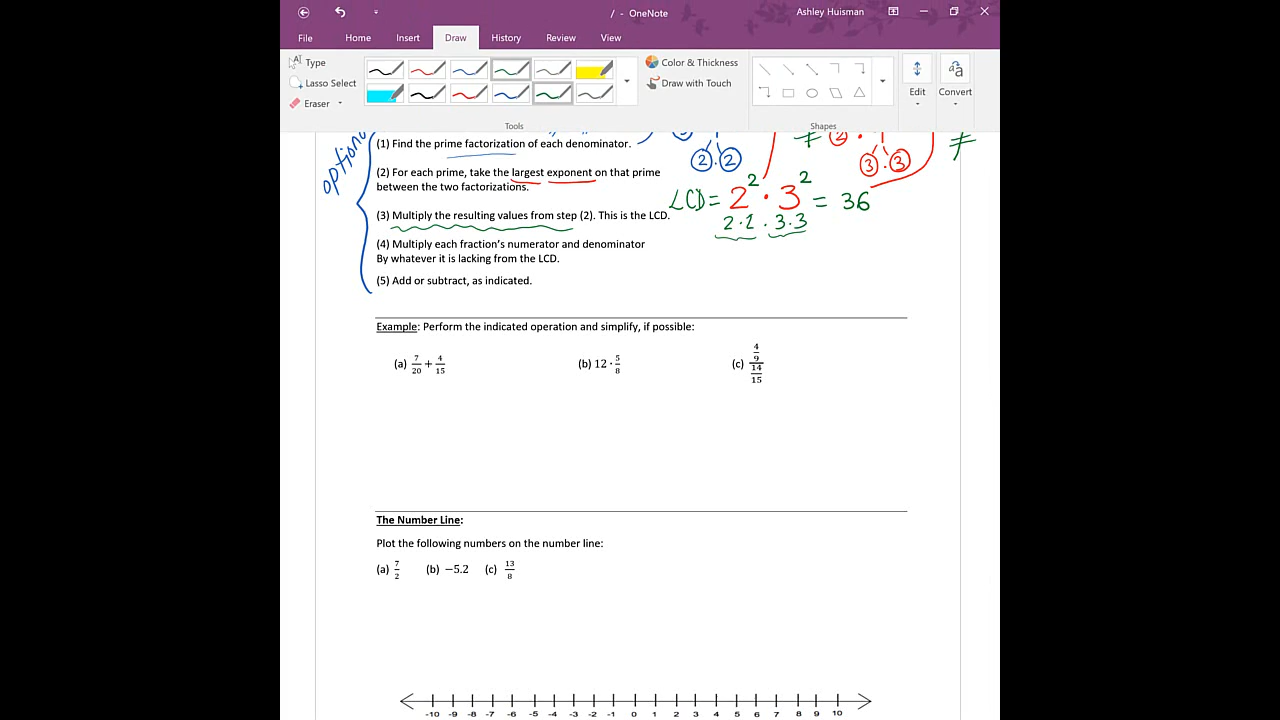 / - OneNote
Ashley Huisman
File Home Insert Draw History Review View
Type
Lasso Select
Eraser
Color & Thickness
Draw with Touch
Edit
Convert
Tools
Shapes
options
(1) Find the prime factorization of each denominator.
2 · 2
2 ·
3 · 3
≠
≠
(2) For each prime, take the largest exponent on that prime
between the two factorizations.
LCD = 2² · 3² = 36
2·2 · 3·3
(3) Multiply the resulting values from step (2). This is the LCD.
(4) Multiply each fraction's numerator and denominator
By whatever it is lacking from the LCD.
(5) Add or subtract, as indicated.
Example: Perform the indicated operation and simplify, if possible:
(a) 7/20 + 4/15 (b) 12 · 5/8 (c) 4/9 / 14/15
The Number Line:
Plot the following numbers on the number line:
(a) 7/2 (b) −5.2 (c) 13/8
-10 -9 -8 -7 -6 -5 -4 -3 -2 -1 0 1 2 3 4 5 6 7 8 9 10